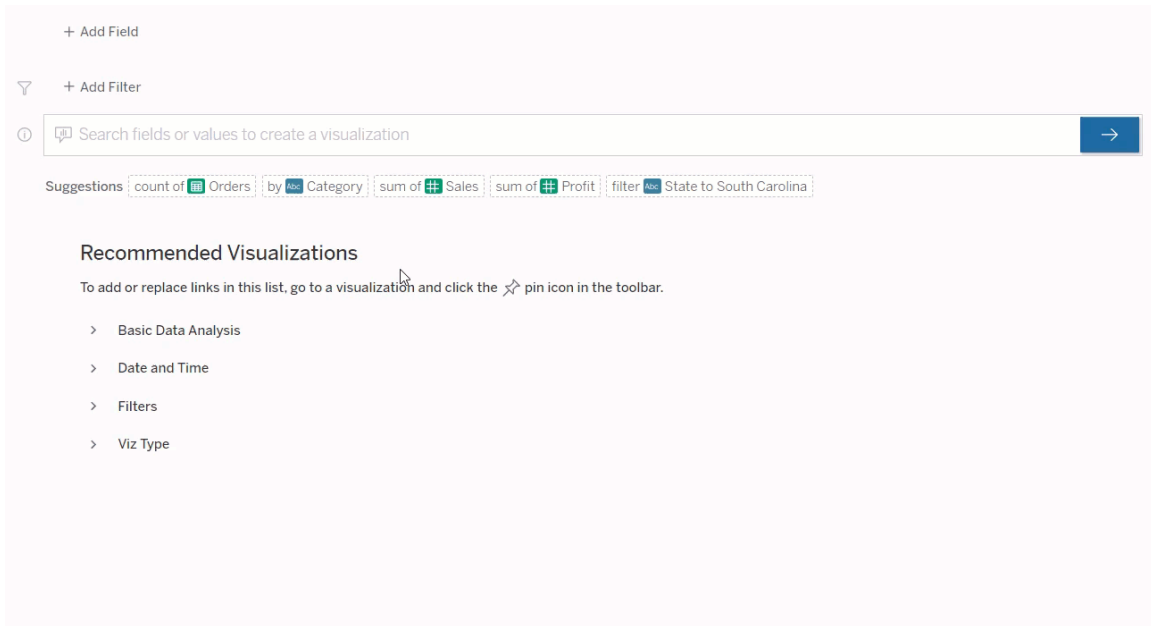 + Add Field
+ Add Filter
Search fields or values to create a visualization
Suggestions count of Orders by Abc Category sum of Sales sum of Profit filter Abc State to South Carolina
Recommended Visualizations
To add or replace links in this list, go to a visualization and click the pin icon in the toolbar.
Basic Data Analysis
Date and Time
Filters
Viz Type